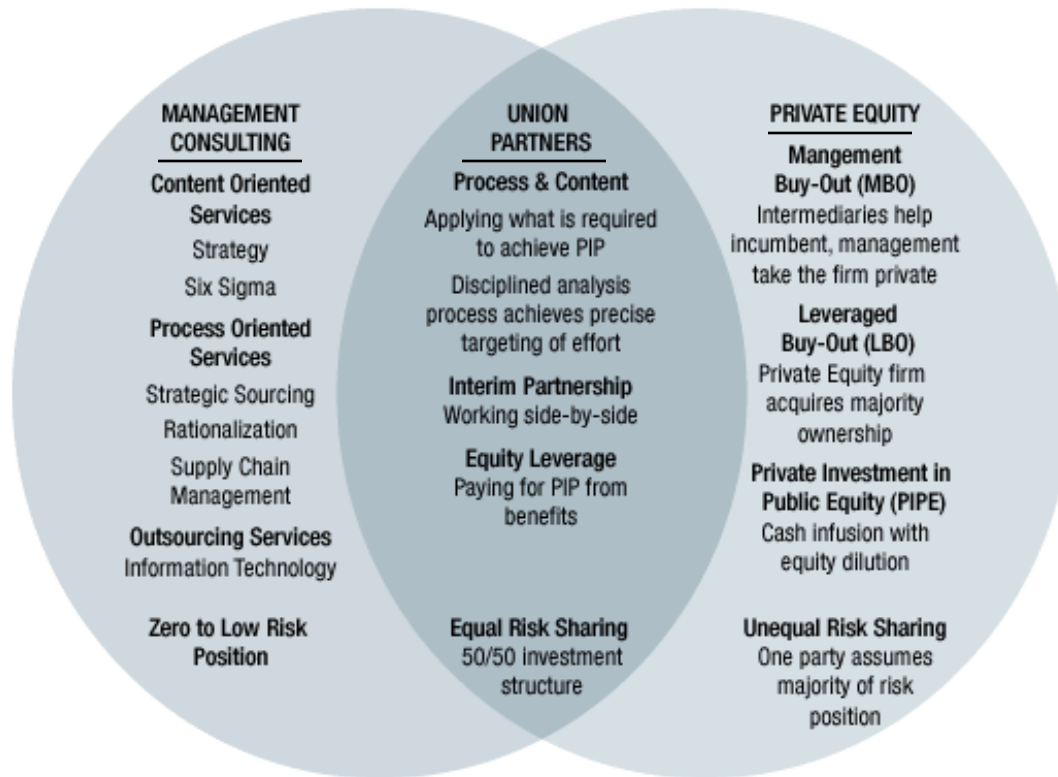 MANAGEMENT
CONSULTING
Content Oriented
Services
Strategy
Six Sigma
Process Oriented
Services
Strategic Sourcing
Rationalization
Supply Chain
Management
Outsourcing Services
Information Technology
Zero to Low Risk
Position
UNION
PARTNERS
Process & Content
Applying what is required
to achieve PIP
Disciplined analysis
process achieves precise
targeting of effort
Interim Partnership
Working side-by-side
Equity Leverage
Paying for PIP from
benefits
Equal Risk Sharing
50/50 investment
structure
PRIVATE EQUITY
Mangement
Buy-Out (MBO)
Intermediaries help
incumbent, management
take the firm private
Leveraged
Buy-Out (LBO)
Private Equity firm
acquires majority
ownership
Private Investment in
Public Equity (PIPE)
Cash infusion with
equity dilution
Unequal Risk Sharing
One party assumes
majority of risk
position